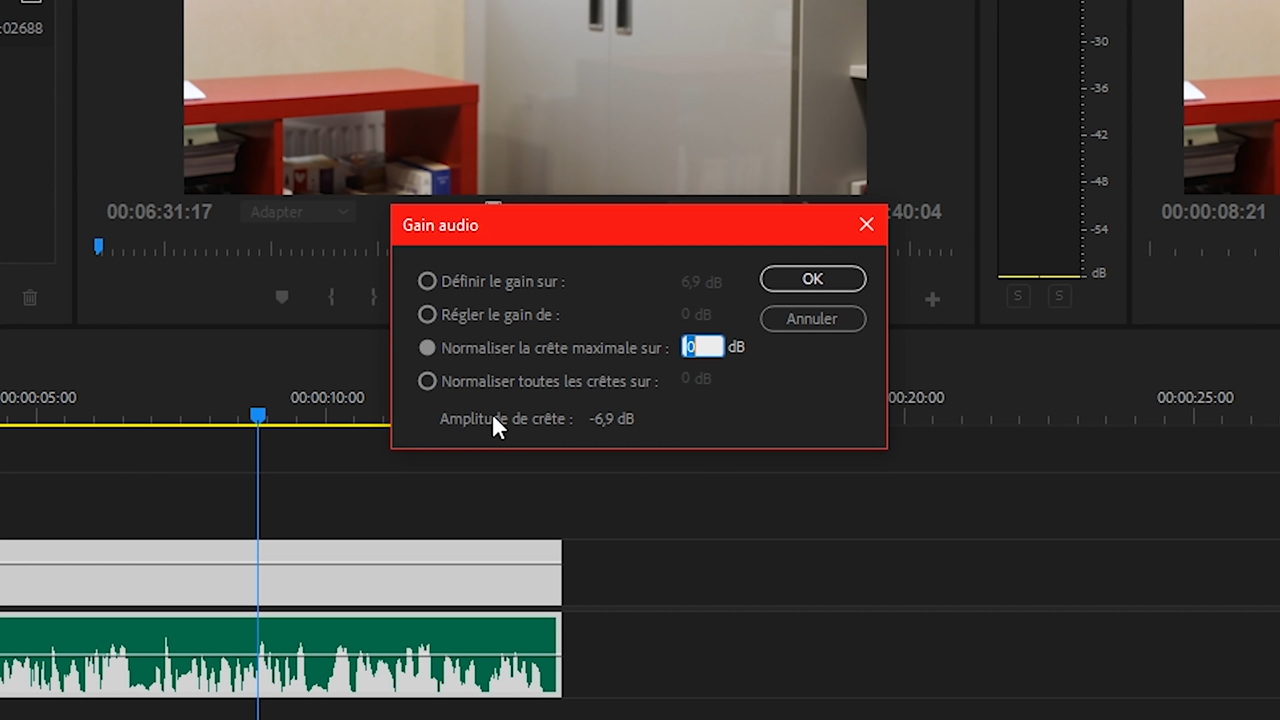 :02688
-30
-36
-42
-48
-54
dB
S S
00:06:31:17
Adapter
:40:04
00:00:08:21
Gain audio
Définir le gain sur : 6,9 dB
OK
Régler le gain de : 0 dB
Annuler
Normaliser la crête maximale sur : 0 dB
Normaliser toutes les crêtes sur : 0 dB
Amplitude de crête : -6,9 dB
00:00:05:00
00:00:10:00
00:20:00
00:00:25:00